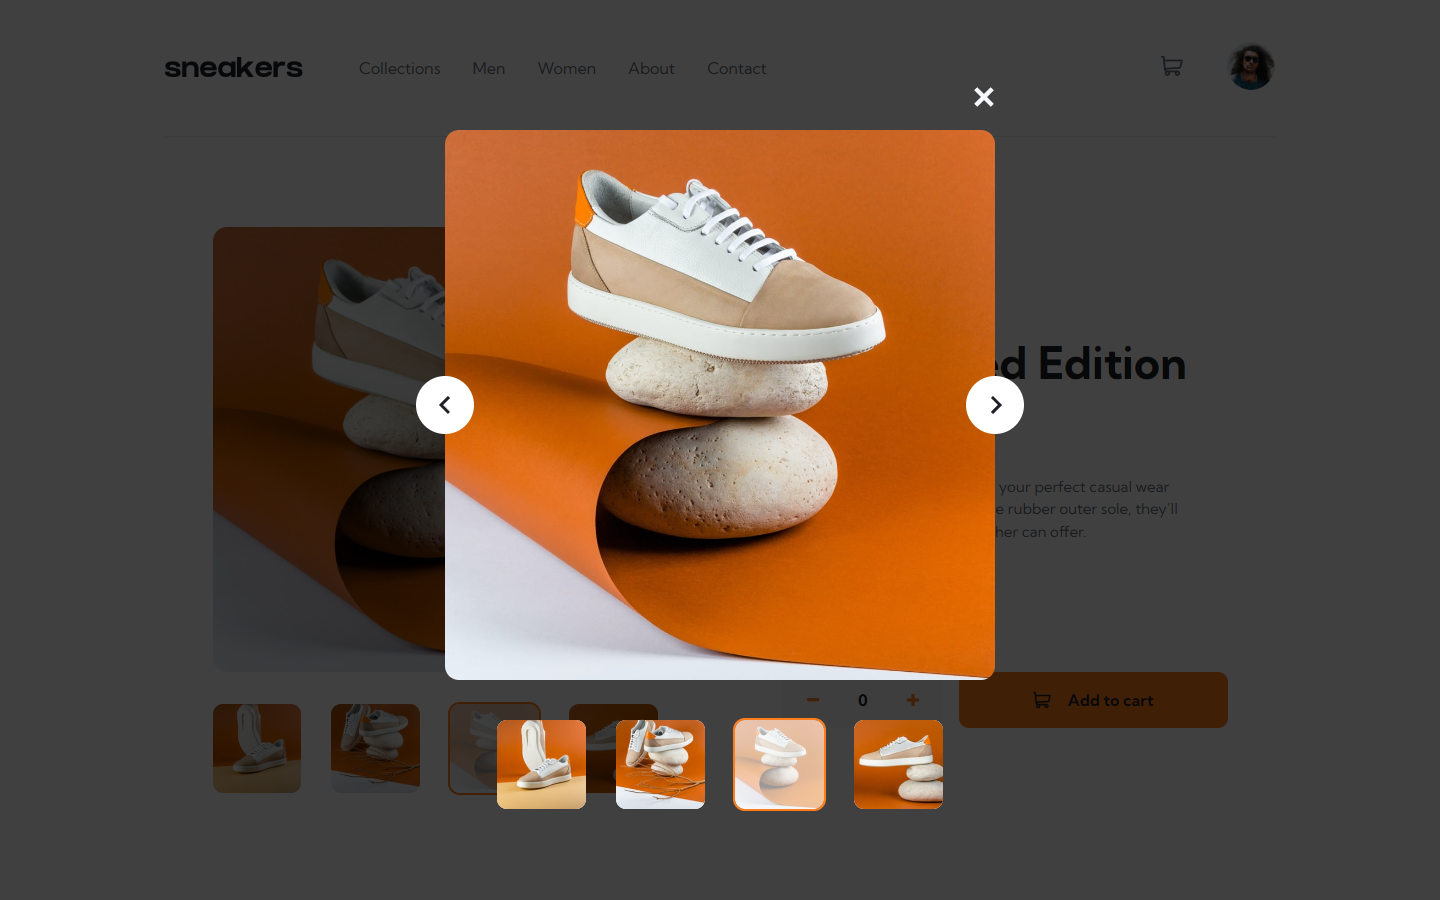 sneakers
Collections Men Women About Contact
d Edition
your perfect casual wear
e rubber outer sole, they'll
her can offer.
0
Add to cart